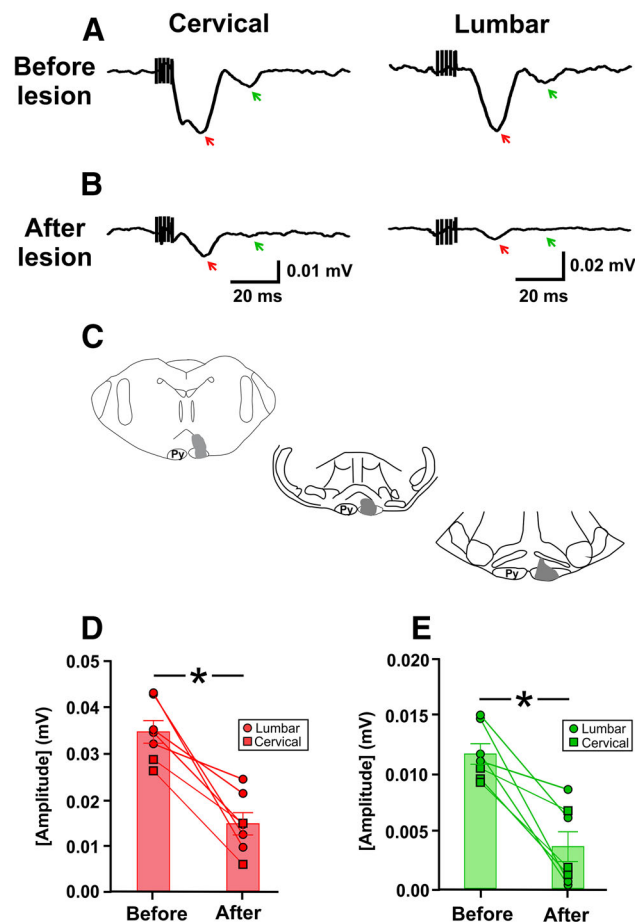 A
Cervical
Lumbar
Before
lesion
B
After
lesion
0.01 mV
20 ms
0.02 mV
20 ms
C
Py
Py
Py
D
[Amplitude] (mV)
0.05
0.04
0.03
0.02
0.01
0.00
*
Lumbar
Cervical
Before
After
E
[Amplitude] (mV)
0.020
0.015
0.010
0.005
0.000
*
Lumbar
Cervical
Before
After